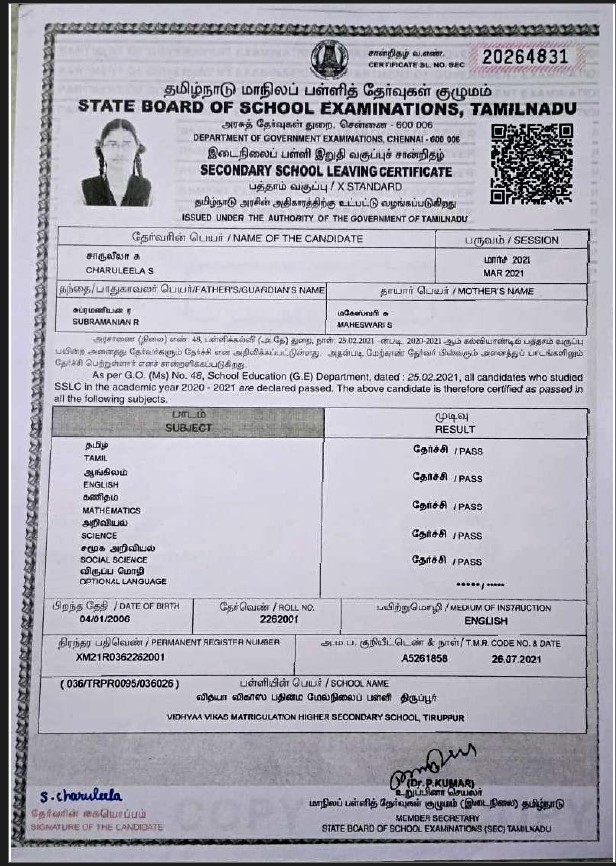 சான்றிதழ் வ.எண்.
CERTIFICATE SL. NO. SEC
20264831
தமிழ்நாடு மாநிலப் பள்ளித் தேர்வுகள் குழுமம்
STATE BOARD OF SCHOOL EXAMINATIONS, TAMILNADU
அரசுத் தேர்வுகள் துறை, சென்னை - 600 006
DEPARTMENT OF GOVERNMENT EXAMINATIONS, CHENNAI - 600 006
இடைநிலைப் பள்ளி இறுதி வகுப்புச் சான்றிதழ்
SECONDARY SCHOOL LEAVING CERTIFICATE
பத்தாம் வகுப்பு / X STANDARD
தமிழ்நாடு அரசின் அதிகாரத்திற்கு உட்பட்டு வழங்கப்படுகிறது
ISSUED UNDER THE AUTHORITY OF THE GOVERNMENT OF TAMILNADU
தேர்வரின் பெயர் / NAME OF THE CANDIDATE
பருவம் / SESSION
சாருலீலா சு
CHARULEELA S
மார்ச் 2021
MAR 2021
தந்தை/பாதுகாவலர் பெயர்/FATHER'S/GUARDIAN'S NAME
தாயார் பெயர் / MOTHER'S NAME
சுப்ரமணியன் ர
SUBRAMANIAN R
மகேஸ்வரி சு
MAHESWARI S
அரசாணை (நிலை) எண். 48, பள்ளிக்கல்வி (அ.தே) துறை, நாள்: 25.02.2021 -ன்படி, 2020-2021 ஆம் கல்வியாண்டில் பத்தாம் வகுப்பு
பயின்ற அனைத்து தேர்வர்களும் தேர்ச்சி என அறிவிக்கப்பட்டுள்ளது. அதன்படி மேற்காண் தேர்வர் பின்வரும் அனைத்துப் பாடங்களிலும்
தேர்ச்சி பெற்றுள்ளார் எனச் சான்றளிக்கப்படுகிறது.
As per G.O. (Ms) No. 48, School Education (G.E) Department, dated : 25.02.2021, all candidates who studied
SSLC in the academic year 2020 - 2021 are declared passed. The above candidate is therefore certified as passed in
all the following subjects.
பாடம்
SUBJECT
முடிவு
RESULT
தமிழ்
TAMIL
தேர்ச்சி / PASS
ஆங்கிலம்
ENGLISH
தேர்ச்சி / PASS
கணிதம்
MATHEMATICS
தேர்ச்சி / PASS
அறிவியல்
SCIENCE
தேர்ச்சி / PASS
சமூக அறிவியல்
SOCIAL SCIENCE
தேர்ச்சி / PASS
விருப்ப மொழி
OPTIONAL LANGUAGE
*****/*****
பிறந்த தேதி / DATE OF BIRTH
04/01/2006
தேர்வெண் / ROLL NO.
2262001
பயிற்றுமொழி / MEDIUM OF INSTRUCTION
ENGLISH
நிரந்தர பதிவெண் / PERMANENT REGISTER NUMBER
XM21R0362262001
அ.ம.ப. குறியீட்டெண் & நாள்/ T.M.R. CODE NO. & DATE
A5261858 26.07.2021
( 036/TRPR0095/036026 ) பள்ளியின் பெயர் / SCHOOL NAME
வித்யா விகாஸ் பதின்ம மேல்நிலைப் பள்ளி திருப்பூர்
VIDHYAA VIKAS MATRICULATION HIGHER SECONDARY SCHOOL, TIRUPPUR
S. charuleela
தேர்வரின் கையொப்பம்
SIGNATURE OF THE CANDIDATE
(Dr. P.KUMAR)
உறுப்பினர் செயலர்
மாநிலப் பள்ளித் தேர்வுகள் குழுமம் (இடைநிலை) தமிழ்நாடு
MEMBER SECRETARY
STATE BOARD OF SCHOOL EXAMINATIONS (SEC) TAMILNADU